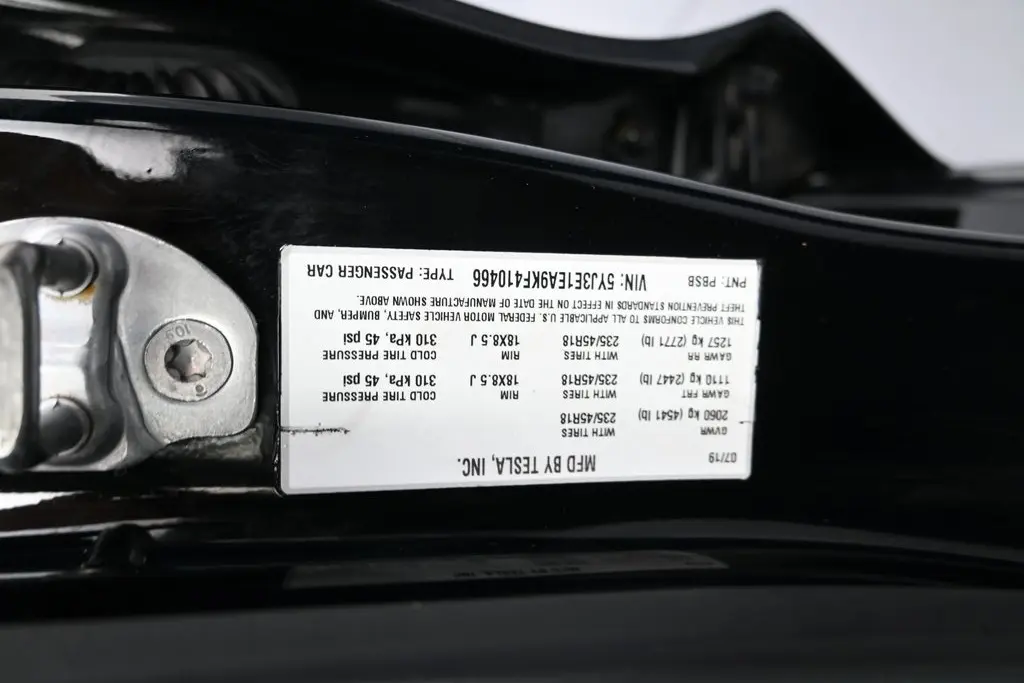 07/19 MFD BY TESLA, INC.
GVWR WITH TIRES
2060 kg (4541 lb) 235/45R18
GAWR FRT WITH TIRES RIM COLD TIRE PRESSURE
1110 kg (2447 lb) 235/45R18 18X8.5 J 310 kPa, 45 psi
GAWR RR WITH TIRES RIM COLD TIRE PRESSURE
1257 kg (2771 lb) 235/45R18 18X8.5 J 310 kPa, 45 psi
THIS VEHICLE CONFORMS TO ALL APPLICABLE U.S. FEDERAL MOTOR VEHICLE SAFETY, BUMPER, AND
THEFT PREVENTION STANDARDS IN EFFECT ON THE DATE OF MANUFACTURE SHOWN ABOVE.
PNT: PBSB VIN: 5YJ3E1EA9KF410466 TYPE: PASSENGER CAR